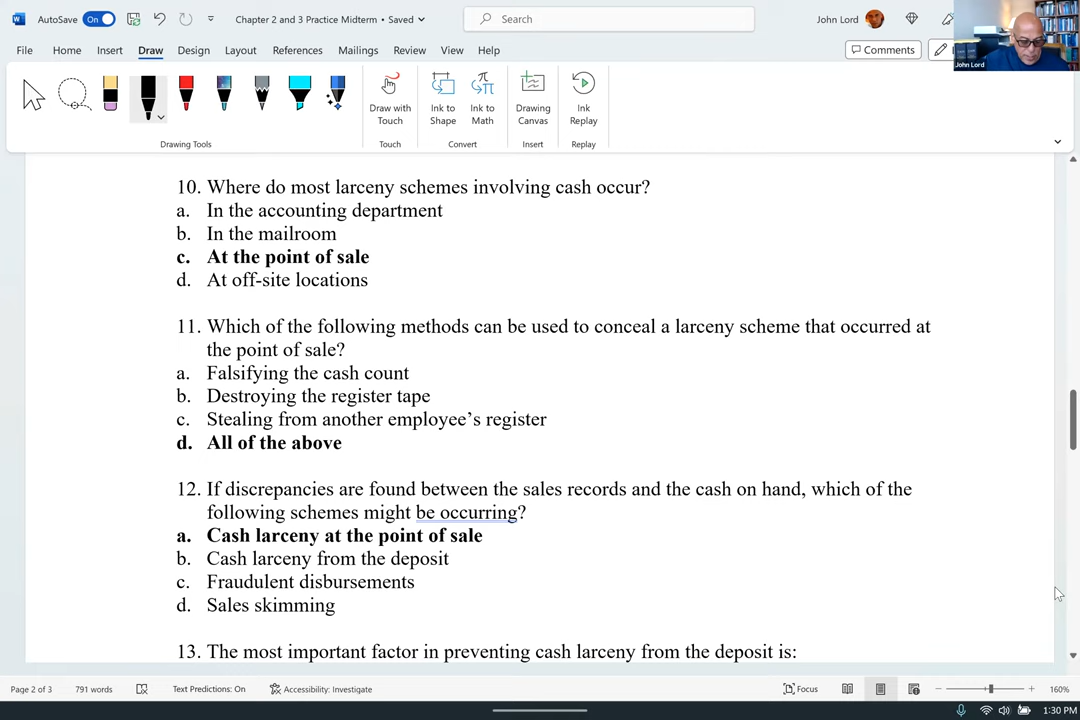 AutoSave On Chapter 2 and 3 Practice Midterm • Saved Search John Lord
File Home Insert Draw Design Layout References Mailings Review View Help Comments
John Lord
Draw with Touch
Ink to Shape
Ink to Math
Drawing Canvas
Ink Replay
Drawing Tools Touch Convert Insert Replay
10. Where do most larceny schemes involving cash occur?
a. In the accounting department
b. In the mailroom
c. At the point of sale
d. At off-site locations
11. Which of the following methods can be used to conceal a larceny scheme that occurred at
the point of sale?
a. Falsifying the cash count
b. Destroying the register tape
c. Stealing from another employee’s register
d. All of the above
12. If discrepancies are found between the sales records and the cash on hand, which of the
following schemes might be occurring?
a. Cash larceny at the point of sale
b. Cash larceny from the deposit
c. Fraudulent disbursements
d. Sales skimming
13. The most important factor in preventing cash larceny from the deposit is:
Page 2 of 3 791 words Text Predictions: On Accessibility: Investigate Focus 160%
1:30 PM